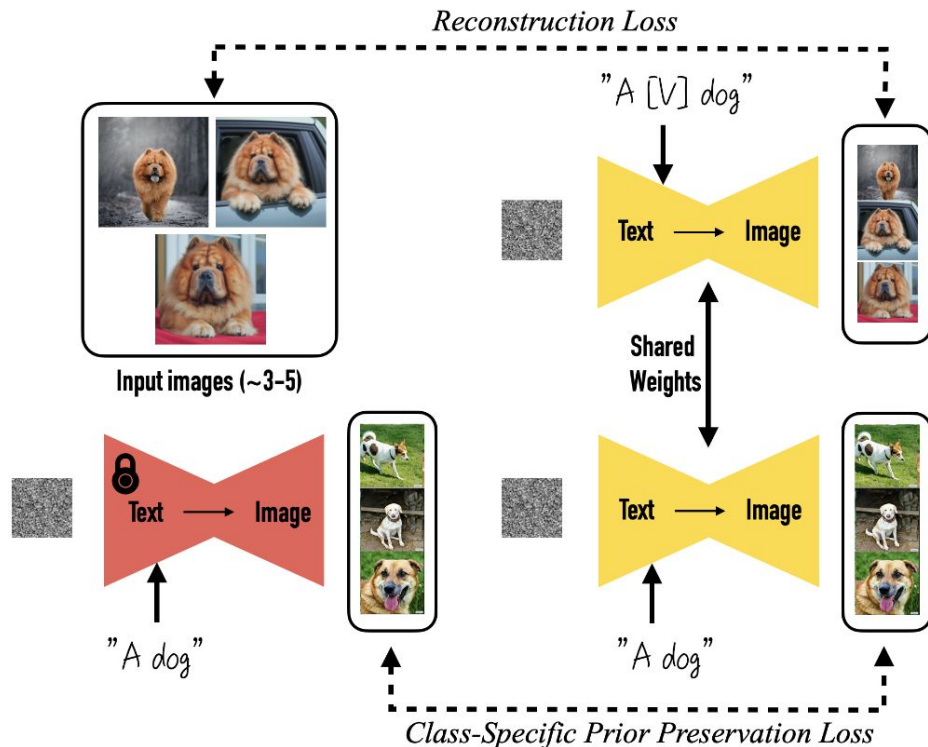 Reconstruction Loss
"A [V] dog"
Text → Image
Input images (~3–5)
Shared
Weights
Text → Image
Text → Image
"A dog"
"A dog"
Class-Specific Prior Preservation Loss